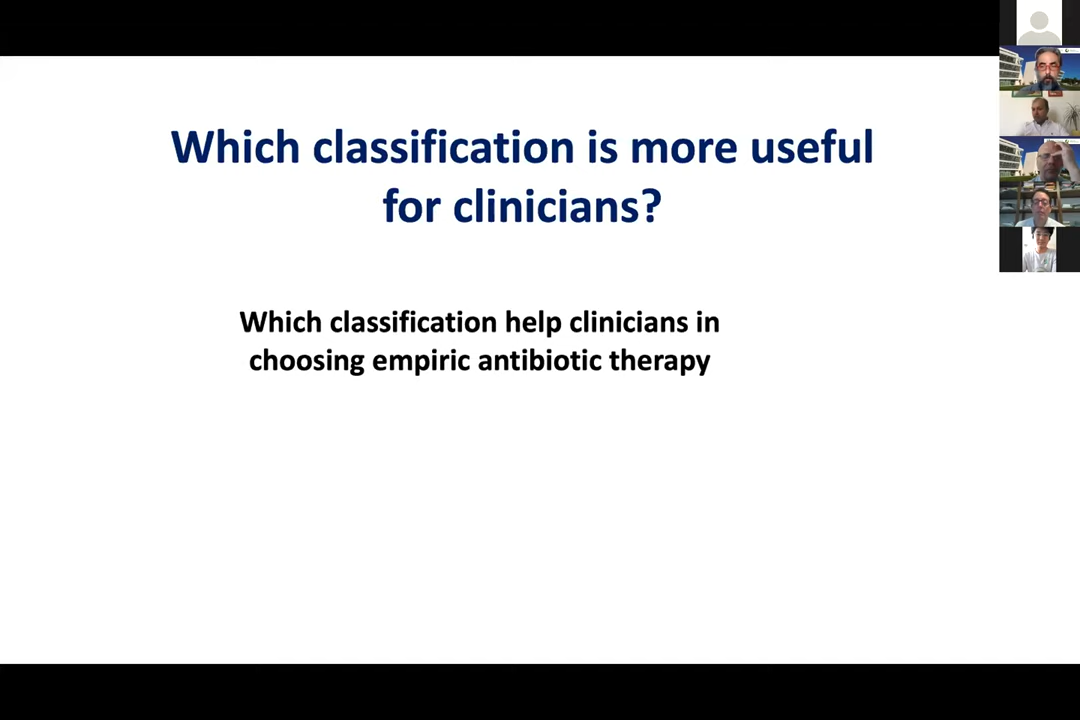 Which classification is more useful
for clinicians?
Which classification help clinicians in
choosing empiric antibiotic therapy